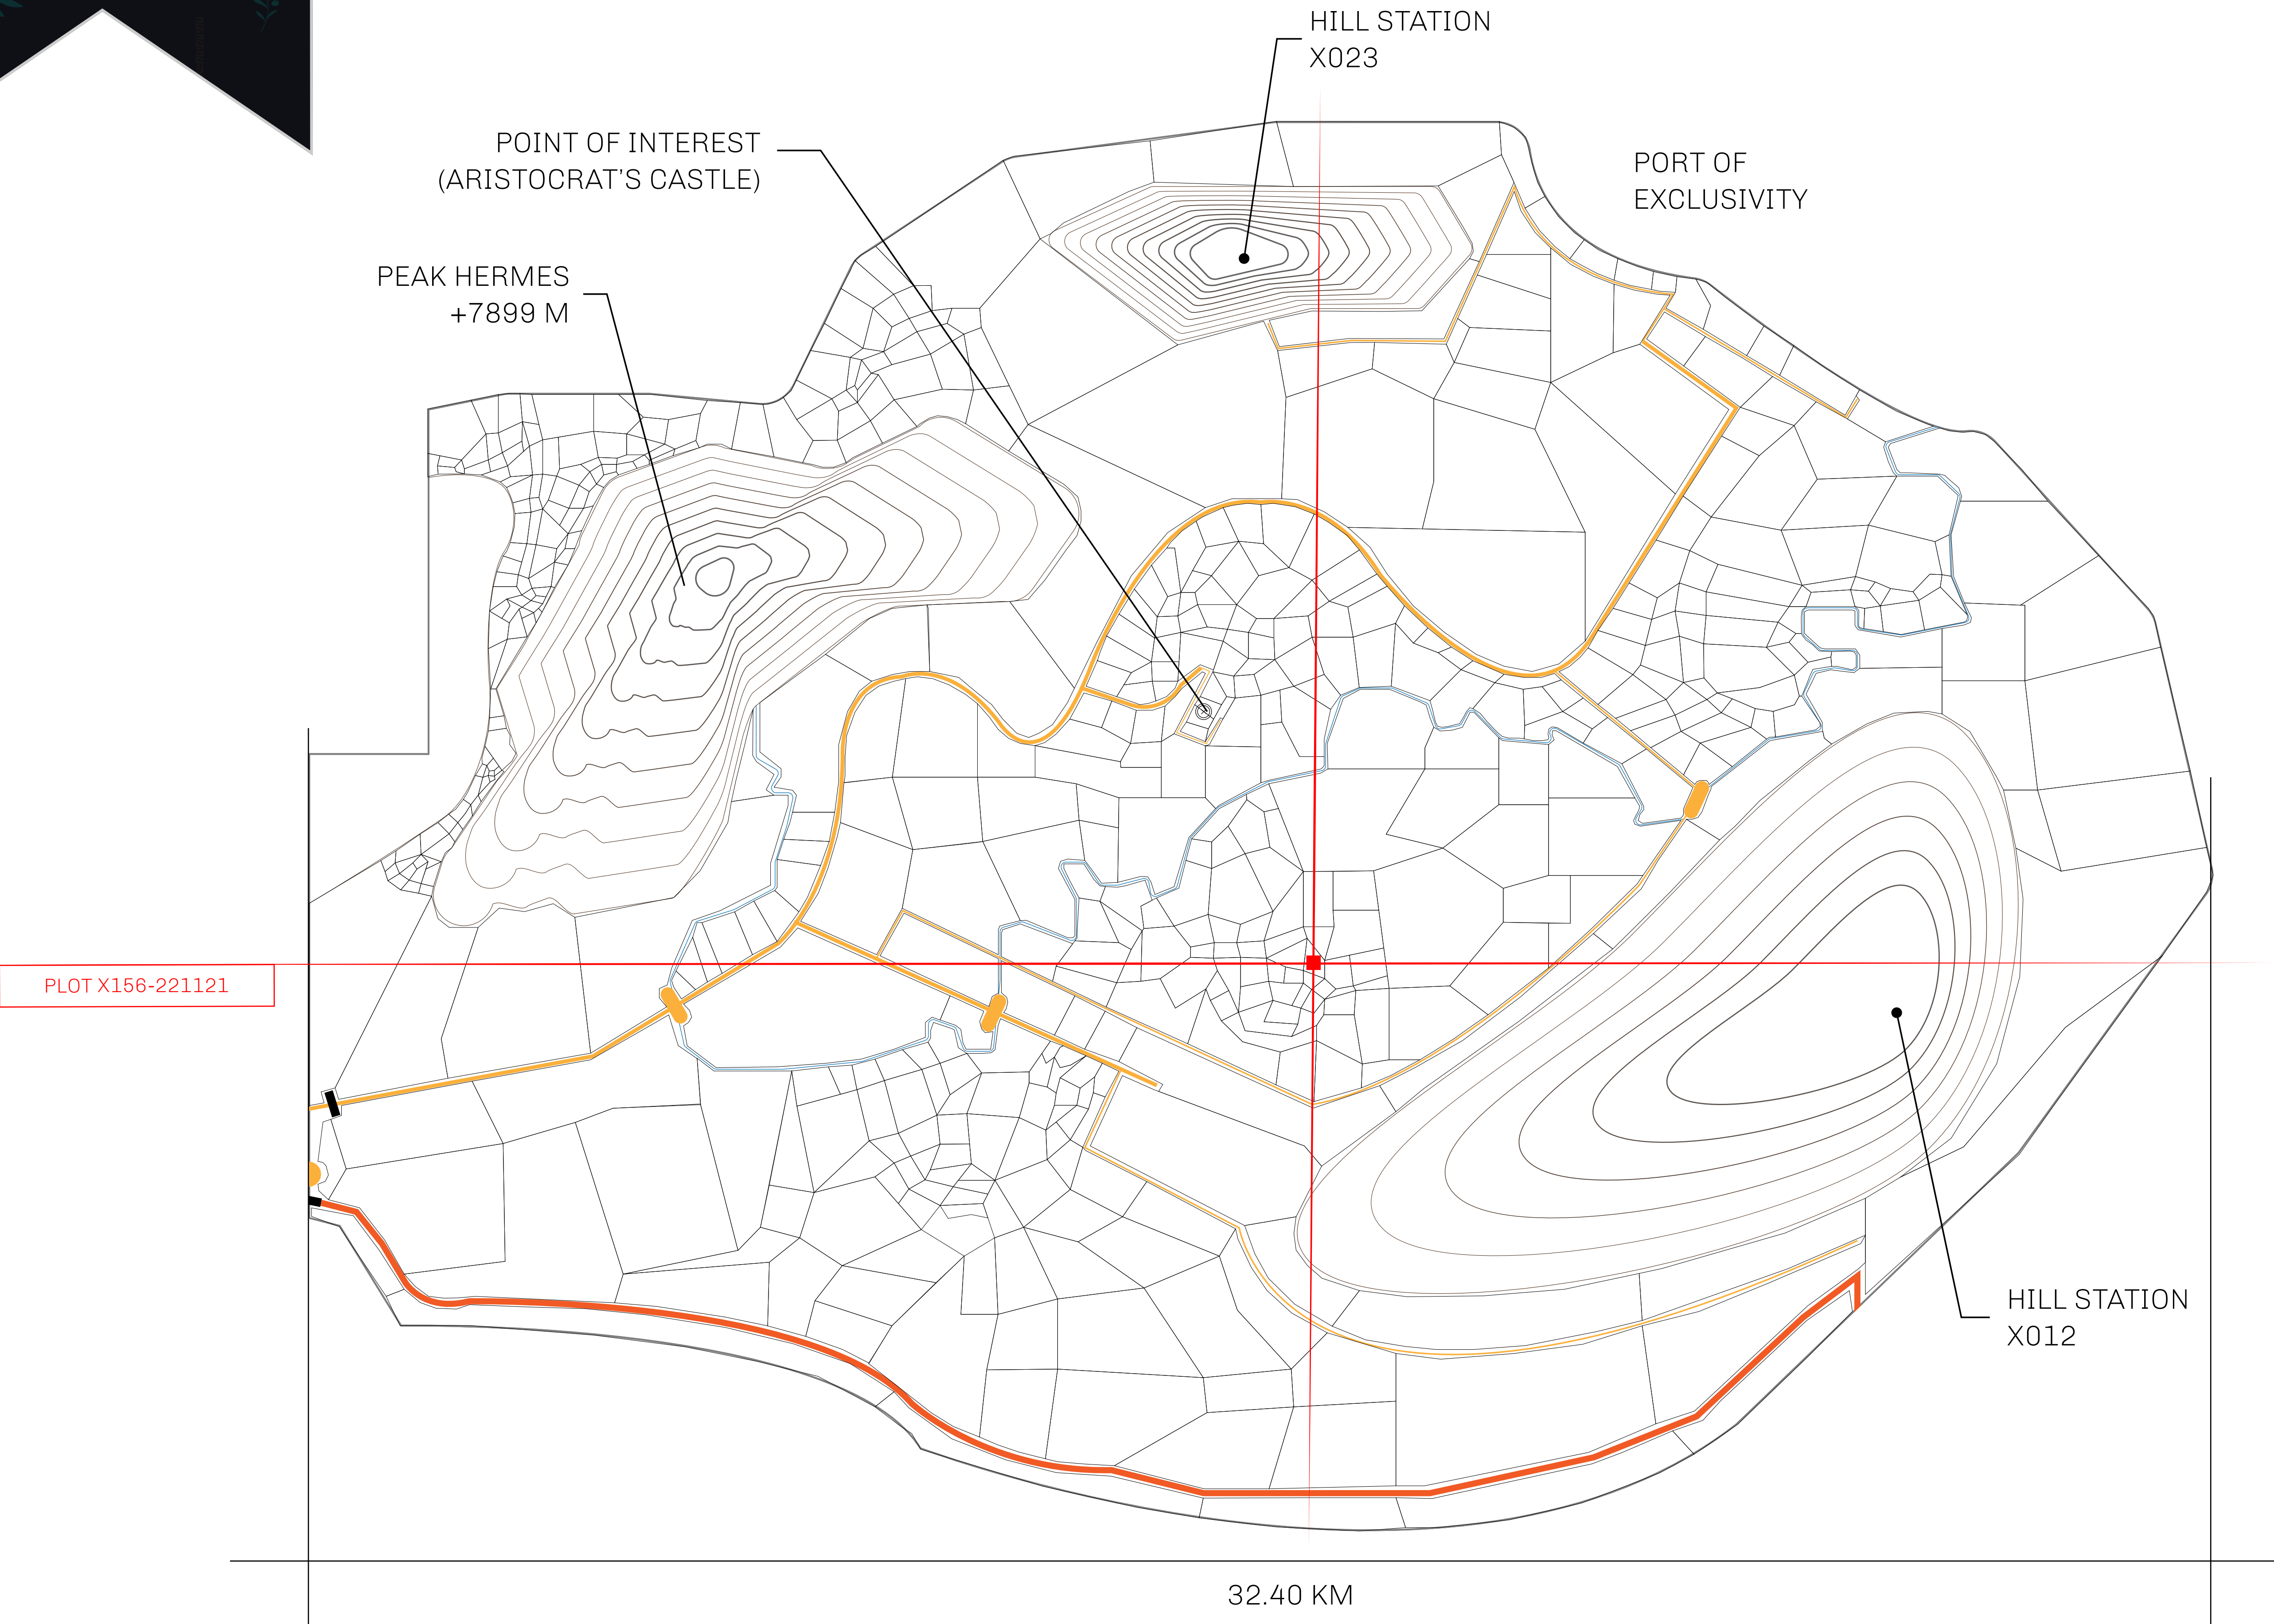 HILL STATION
X023
POINT OF INTEREST
(ARISTOCRAT'S CASTLE)
PORT OF
EXCLUSIVITY
PEAK HERMES
+7899 M
PLOT X156-221121
HILL STATION
X012
32.40 KM